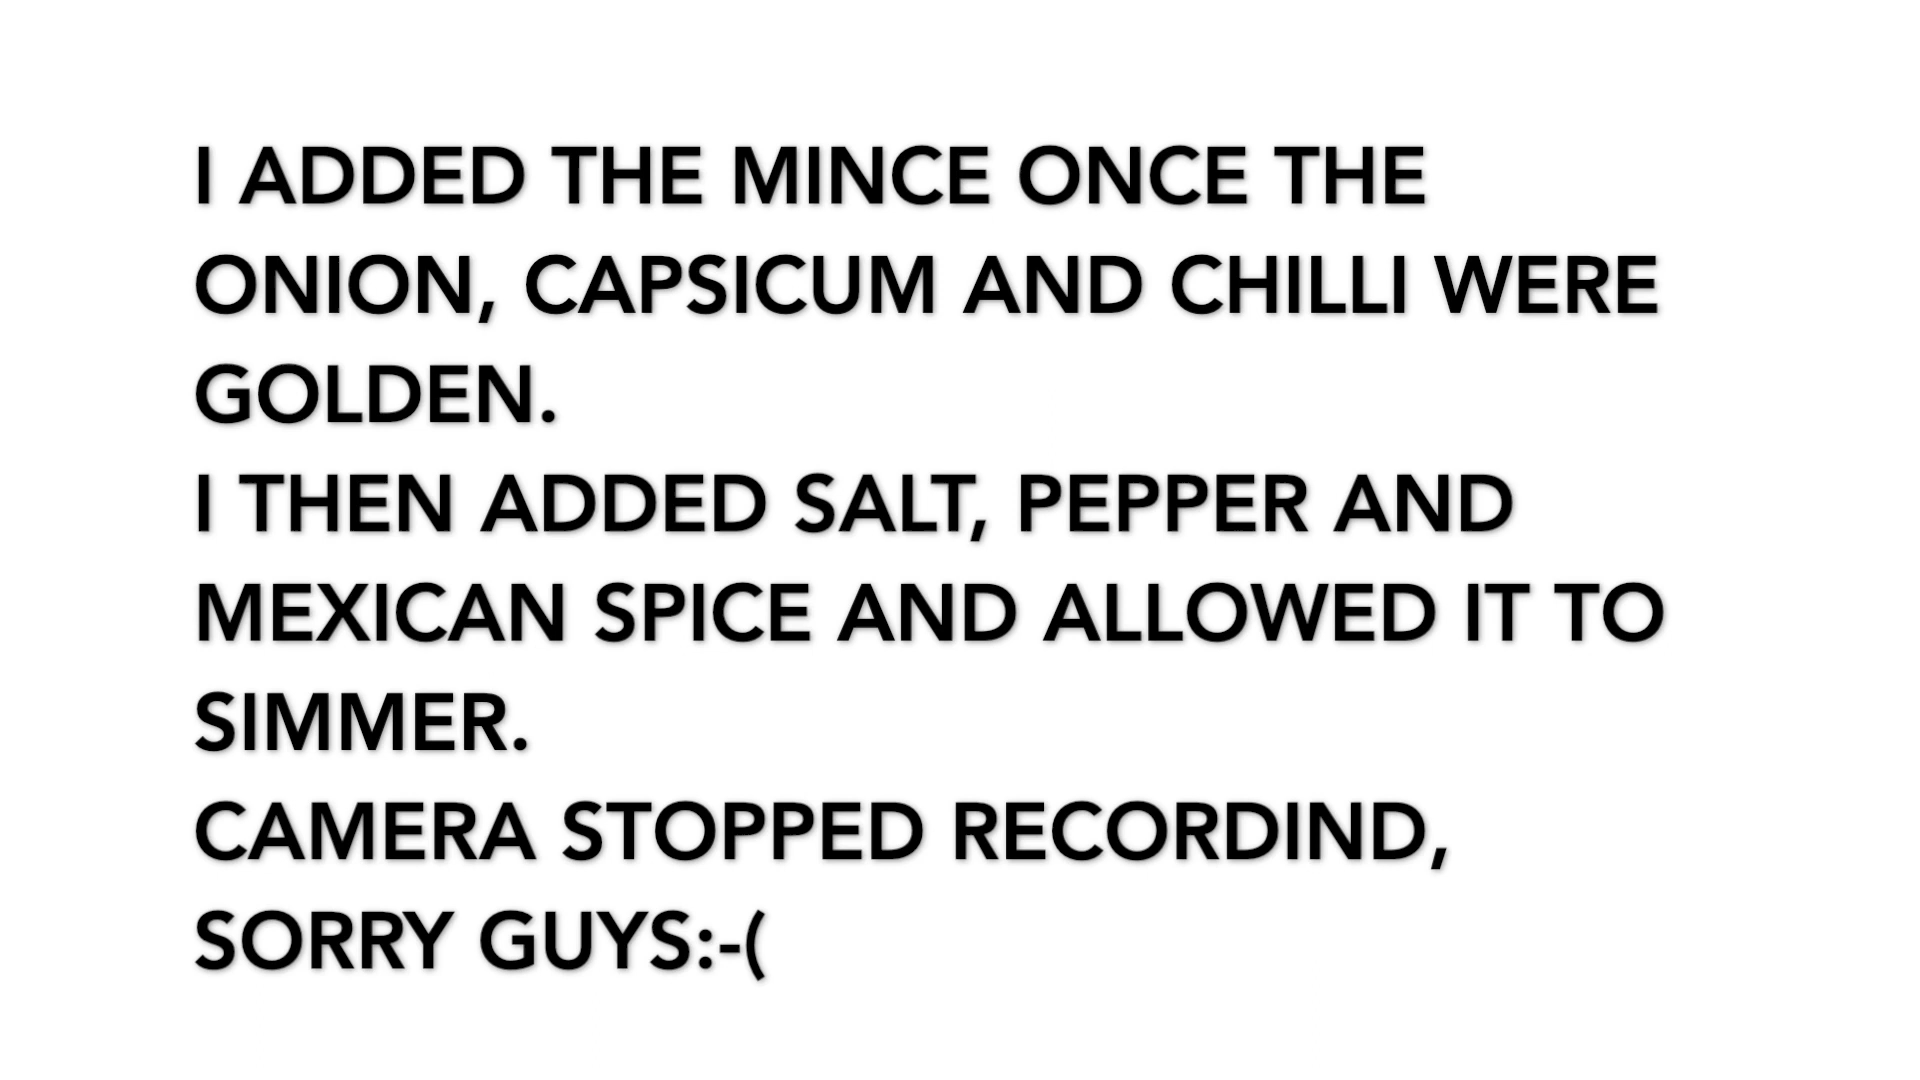 I ADDED THE MINCE ONCE THE
ONION, CAPSICUM AND CHILLI WERE
GOLDEN.
I THEN ADDED SALT, PEPPER AND
MEXICAN SPICE AND ALLOWED IT TO
SIMMER.
CAMERA STOPPED RECORDIND,
SORRY GUYS:-(